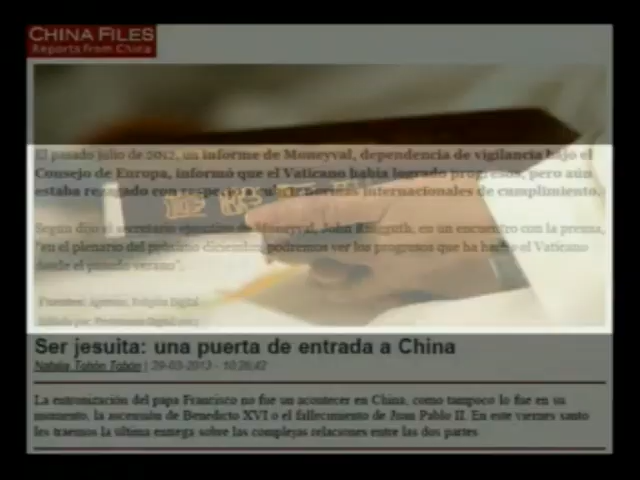 CHINA FILES
Reports from China
El pasado julio de 2012, un informe de Moneyval, dependencia de vigilancia bajo el
Consejo de Europa, informó que el Vaticano había logrado progresos, pero aún
estaba rezagado con respecto a internacionales de cumplimiento.
Según dijo el secretario ejecutivo de Moneyval, John Ringguth, en un encuentro con la prensa,
"en el plenario del próximo diciembre podremos ver los progresos que ha hecho el Vaticano
desde el pasado verano".
Fuentes: Agencias, Religión Digital
Ser jesuita: una puerta de entrada a China
Natalia Tobón Tobón | 29-03-2013 - 10:26:42
La entronización del papa Francisco no fue un acontecer en China, como tampoco lo fue en su
momento, la ascensión de Benedicto XVI o el fallecimiento de Juan Pablo II. En este viernes santo
les traemos la última entrega sobre las complejas relaciones entre las dos partes.